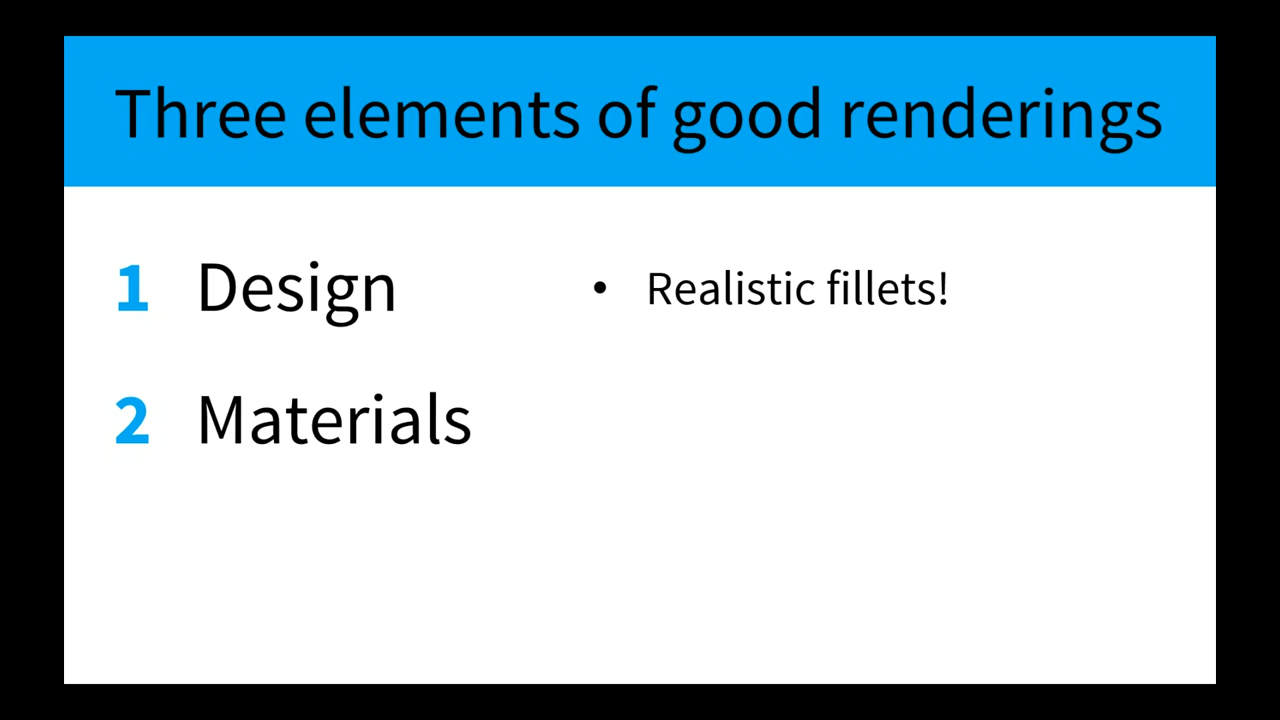 Three elements of good renderings
1 Design • Realistic fillets!
2 Materials